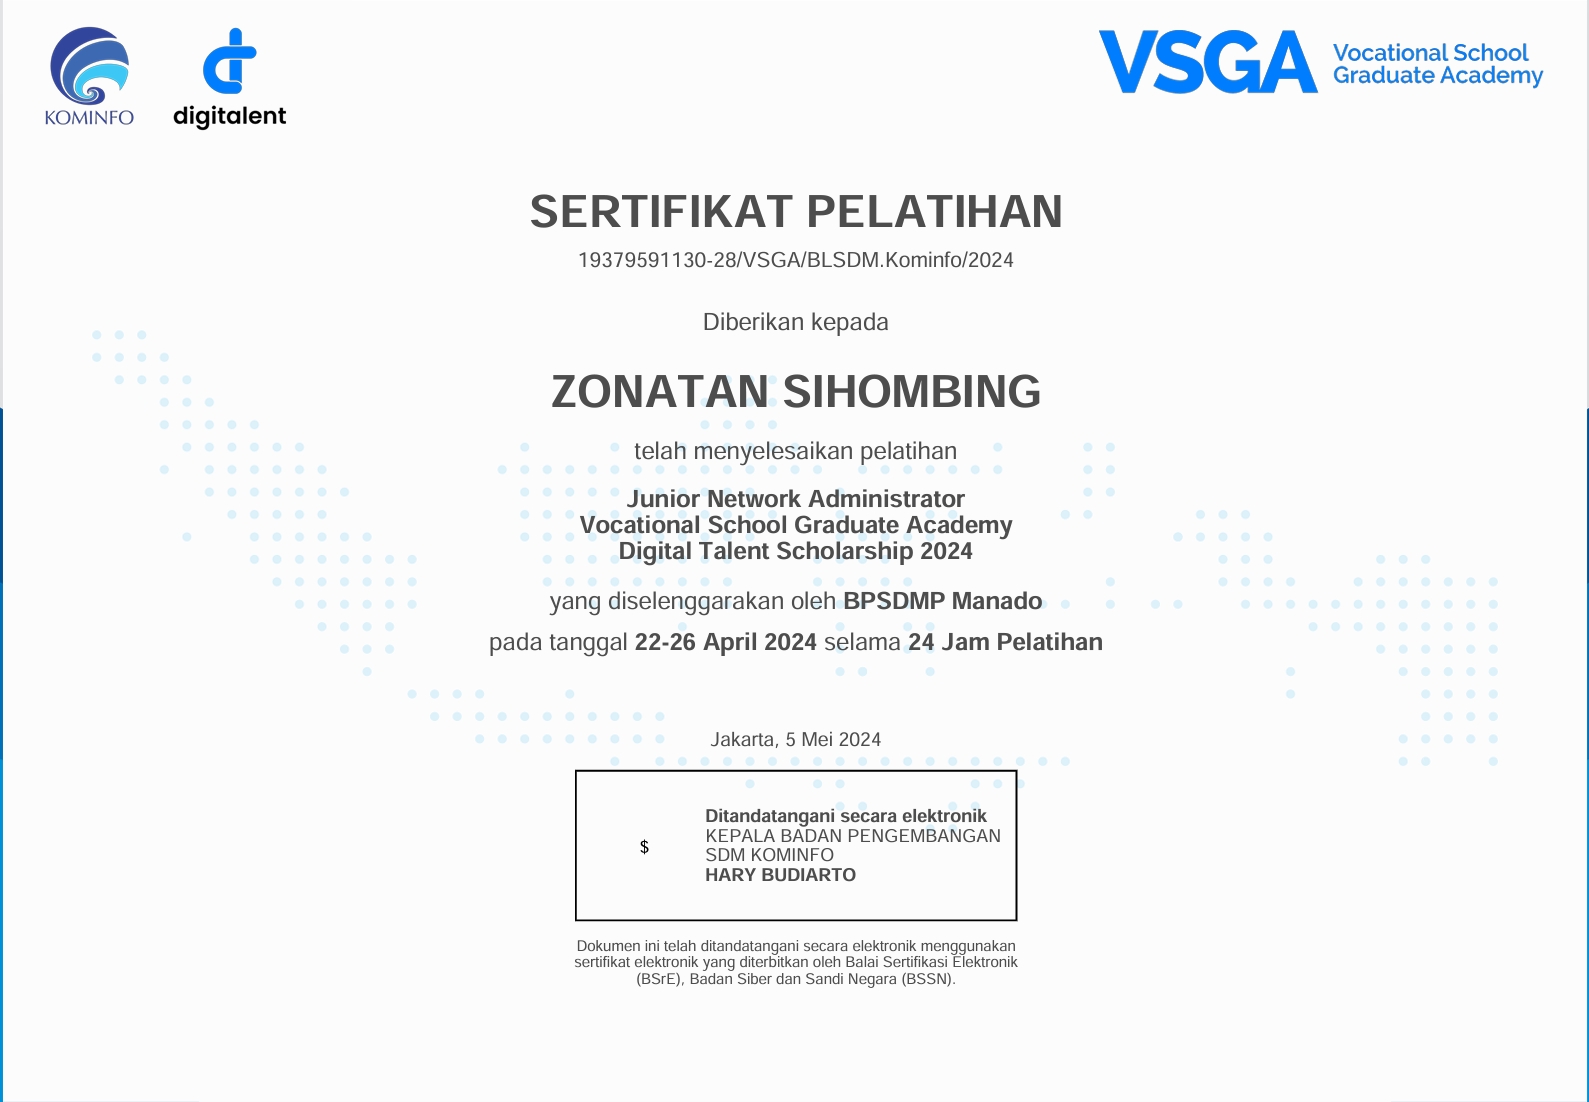 KOMINFO
digitalent
VSGA
Vocational School
Graduate Academy
SERTIFIKAT PELATIHAN
19379591130-28/VSGA/BLSDM.Kominfo/2024
Diberikan kepada
ZONATAN SIHOMBING
telah menyelesaikan pelatihan
Junior Network Administrator
Vocational School Graduate Academy
Digital Talent Scholarship 2024
yang diselenggarakan oleh BPSDMP Manado
pada tanggal 22-26 April 2024 selama 24 Jam Pelatihan
Jakarta, 5 Mei 2024
$
Ditandatangani secara elektronik
KEPALA BADAN PENGEMBANGAN
SDM KOMINFO
HARY BUDIARTO
Dokumen ini telah ditandatangani secara elektronik menggunakan
sertifikat elektronik yang diterbitkan oleh Balai Sertifikasi Elektronik
(BSrE), Badan Siber dan Sandi Negara (BSSN).